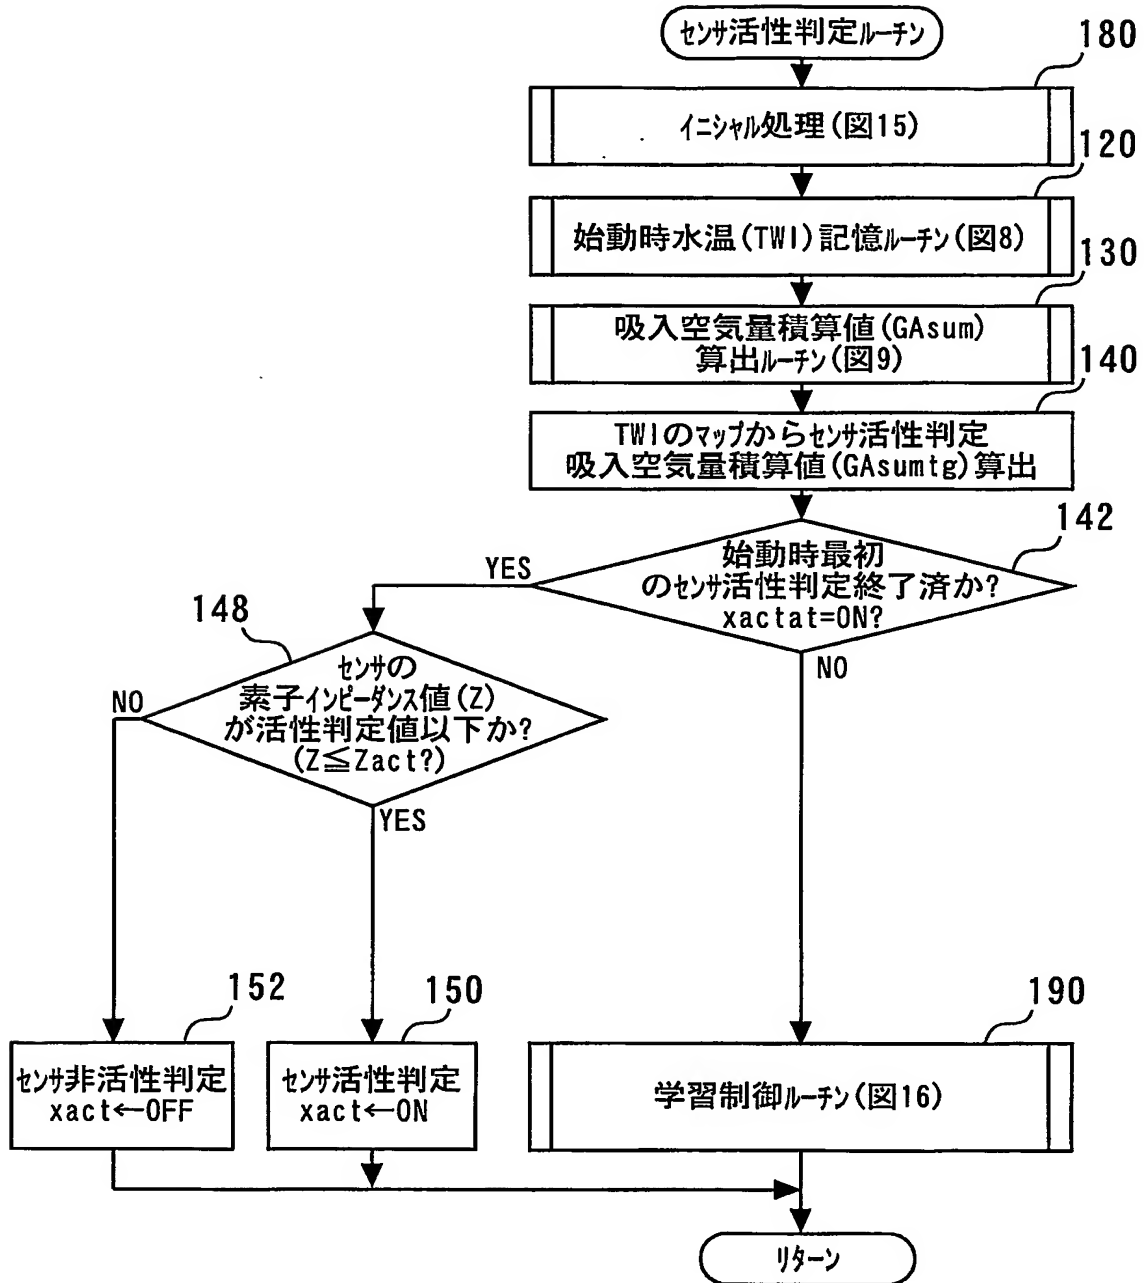 センサ活性判定ルーチン
180
イニシャル処理(図15)
120
始動時水温(TWI)記憶ルーチン(図8)
130
吸入空気量積算値(GAsum)
算出ルーチン(図9)
140
TWIのマップからセンサ活性判定
吸入空気量積算値(GAsumtg)算出
142
始動時最初
のセンサ活性判定終了済か?
xactat=ON?
YES
NO
148
センサの
素子インピーダンス値(Z)
が活性判定値以下か?
(Z≦Zact?)
NO
YES
152
センサ非活性判定
xact←OFF
150
センサ活性判定
xact←ON
190
学習制御ルーチン(図16)
リターン